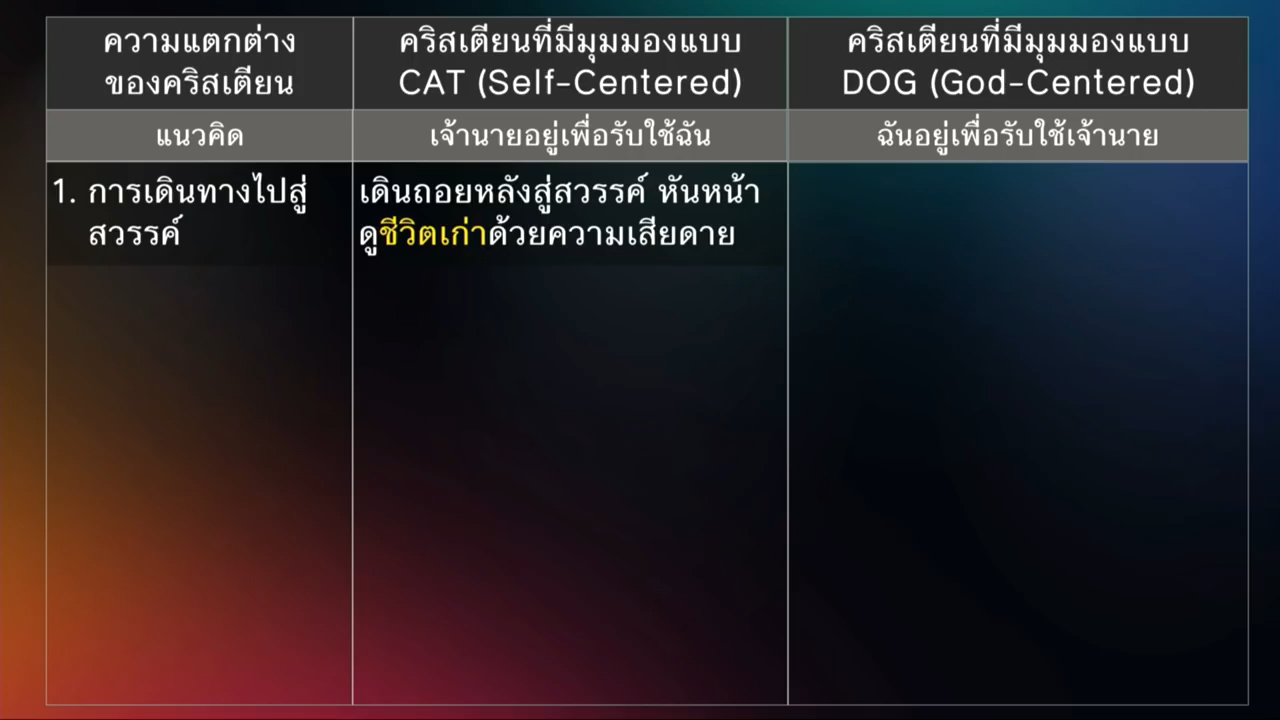 ความแตกต่าง
ของคริสเตียน
คริสเตียนที่มีมุมมองแบบ
CAT (Self-Centered)
คริสเตียนที่มีมุมมองแบบ
DOG (God-Centered)
แนวคิด
เจ้านายอยู่เพื่อรับใช้ฉัน
ฉันอยู่เพื่อรับใช้เจ้านาย
1. การเดินทางไปสู่
สวรรค์
เดินถอยหลังสู่สวรรค์ หันหน้า
ดูชีวิตเก่าด้วยความเสียดาย